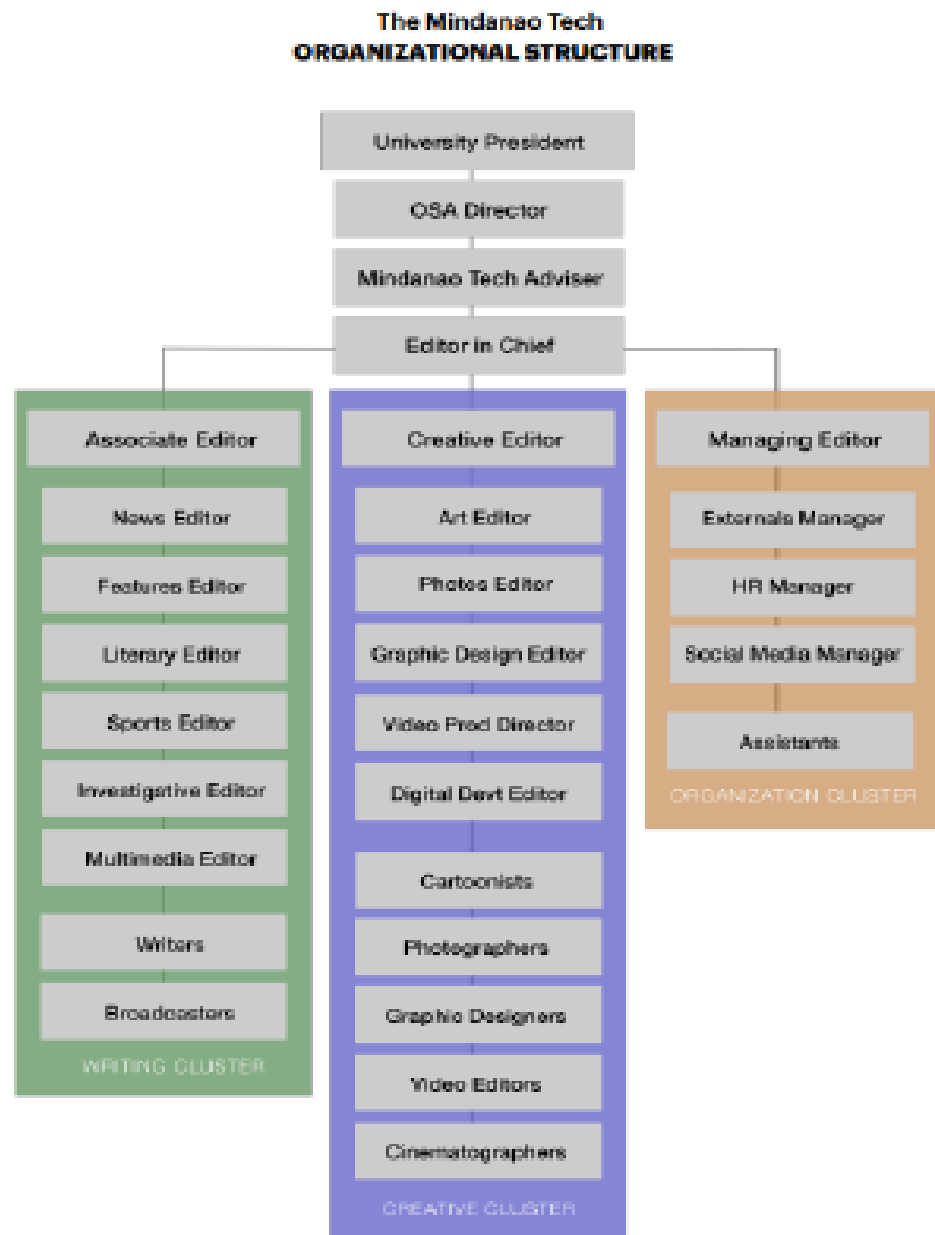 The Mindanao Tech
ORGANIZATIONAL STRUCTURE
University President
OSA Director
Mindanao Tech Adviser
Editor in Chief
Associate Editor
News Editor
Features Editor
Literary Editor
Sports Editor
Investigative Editor
Multimedia Editor
Writers
Broadcasters
WRITING CLUSTER
Creative Editor
Art Editor
Photos Editor
Graphic Design Editor
Video Prod Director
Digital Devt Editor
Cartoonists
Photographers
Graphic Designers
Video Editors
Cinematographers
CREATIVE CLUSTER
Managing Editor
Externals Manager
HR Manager
Social Media Manager
Assistants
ORGANIZATION CLUSTER